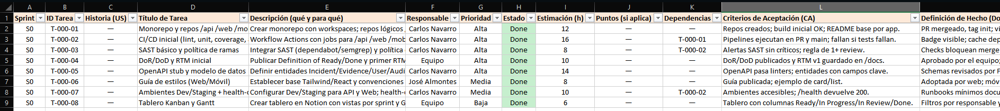 A B C D E F G H I J K L
1 Sprint ID Tarea Historia (US) Título de Tarea Descripción (qué y para qué) Responsable Prioridad Estado Estimación (h) Puntos (si aplica) Dependencias Criterios de Aceptación (CA) Definición de Hecho (Do
2 S0 T-000-01 — Monorepo y repos /api /web /mo Crear monorepo con workspaces; repos lógicos Carlos Navarro Alta Done 12 — — Repos creados; build inicial OK; README base por app. PR mergeado, tag init; vi
3 S0 T-000-02 — CI/CD inicial (lint, unit, coverage, Workflow Actions con jobs para /api /web /mob Carlos Navarro Alta Done 16 — T-000-01 Pipelines ejecutan en PR y main; fallan si tests fallan. Badge visible; cache dep
4 S0 T-000-03 — SAST básico y política de ramas Integrar SAST (dependabot/semgrep) y política Carlos Navarro Alta Done 8 — T-000-02 Alertas SAST sin críticos; regla de 1+ review. Checks bloquean merge
5 S0 T-000-04 — DoR/DoD y RTM inicial Publicar Definition of Ready/Done y primer RTM Equipo Alta Done 10 — — DoR/DoD publicados y RTM v1 guardado en /docs. Aprobado por el equipo;
6 S0 T-000-05 — OpenAPI stub y modelo de datos Definir entidades Incident/Evidence/User/Audi Carlos Navarro Alta Done 14 — — OpenAPI pasa linters; entidades con campos clave. Schemas revisados por F
7 S0 T-000-06 — Guía de estilos (Web/Móvil) Establecer base Tailwind/React y convenciones José Almontes Media Done 8 — — Guía publicada; ejemplo de card/list. Adoptada por web; móv
8 S0 T-000-07 — Ambientes Dev/Staging + health-c Configurar Dev/Staging para API y Web; health- Carlos Navarro Media Done 10 — T-000-02 Ambientes accesibles; /health devuelve 200. Runbooks mínimos docu
9 S0 T-000-08 — Tablero Kanban y Gantt Crear tablero en Notion con vistas por sprint y G Equipo Baja Done 6 — — Tablero con columnas Ready/In Progress/In Review/Done. Filtros por responsable y